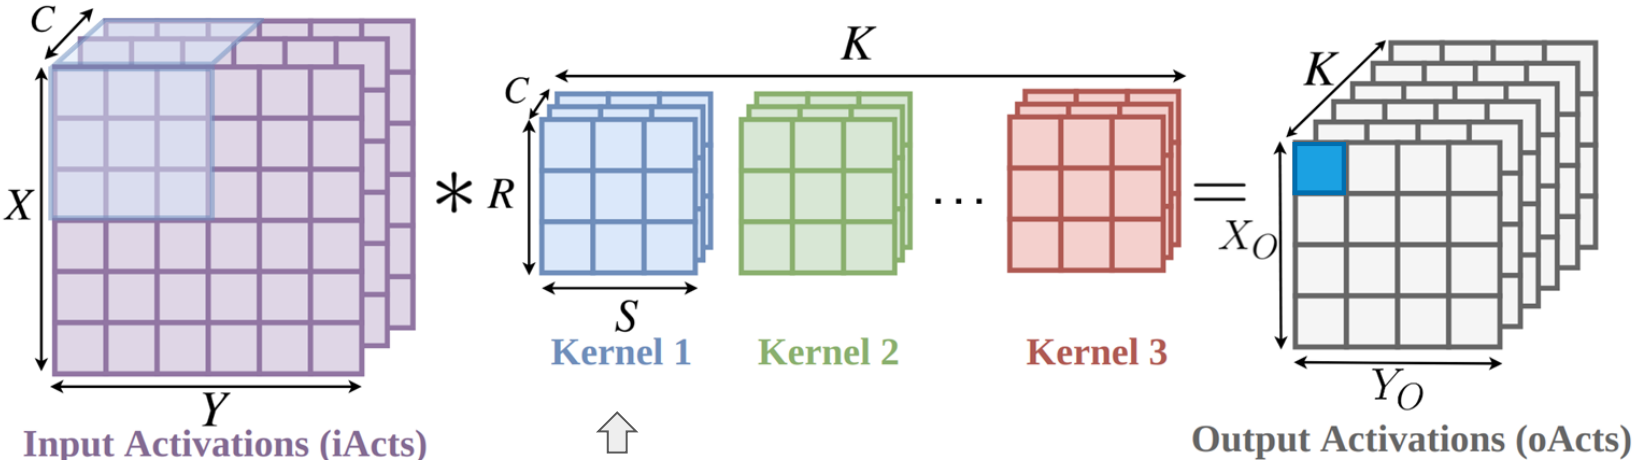 C
X
Y
Input Activations (iActs)
*
K
C
R
S
Kernel 1
Kernel 2
...
Kernel 3
=
K
X_O
Y_O
Output Activations (oActs)